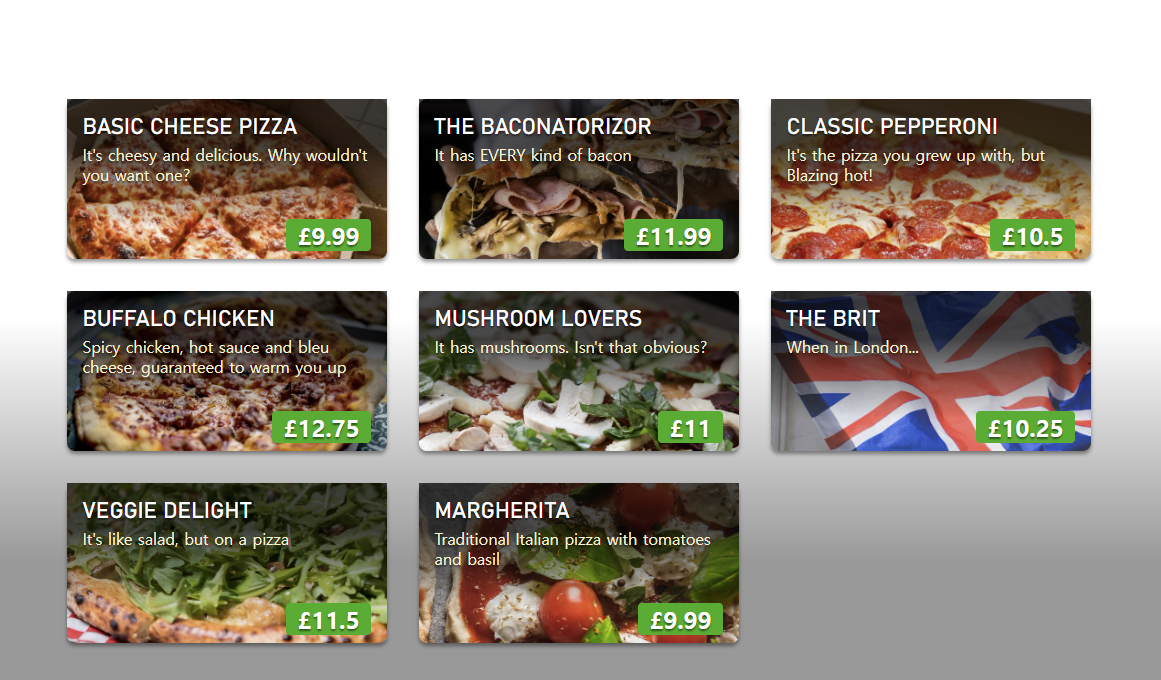 BASIC CHEESE PIZZA
It's cheesy and delicious. Why wouldn't
you want one?
£9.99
THE BACONATORIZOR
It has EVERY kind of bacon
£11.99
CLASSIC PEPPERONI
It's the pizza you grew up with, but
Blazing hot!
£10.5
BUFFALO CHICKEN
Spicy chicken, hot sauce and bleu
cheese, guaranteed to warm you up
£12.75
MUSHROOM LOVERS
It has mushrooms. Isn't that obvious?
£11
THE BRIT
When in London...
£10.25
VEGGIE DELIGHT
It's like salad, but on a pizza
£11.5
MARGHERITA
Traditional Italian pizza with tomatoes
and basil
£9.99